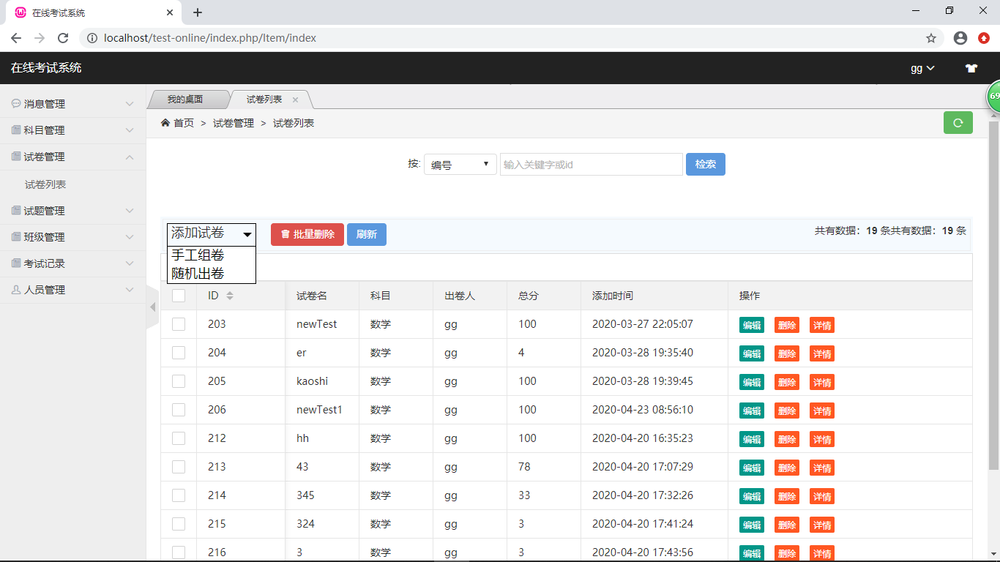 在线考试系统
localhost/test-online/index.php/Item/index
在线考试系统 gg
消息管理
科目管理
试卷管理
试卷列表
试题管理
班级管理
考试记录
人员管理
我的桌面 试卷列表
首页 > 试卷管理 > 试卷列表
69
按: 编号 输入关键字或id 检索
添加试卷 批量删除 刷新 共有数据：19 条共有数据：19 条
手工组卷
随机出卷
ID 试卷名 科目 出卷人 总分 添加时间 操作
203 newTest 数学 gg 100 2020-03-27 22:05:07 编辑 删除 详情
204 er 数学 gg 4 2020-03-28 19:35:40 编辑 删除 详情
205 kaoshi 数学 gg 100 2020-03-28 19:39:45 编辑 删除 详情
206 newTest1 数学 gg 100 2020-04-23 08:56:10 编辑 删除 详情
212 hh 数学 gg 100 2020-04-20 16:35:23 编辑 删除 详情
213 43 数学 gg 78 2020-04-20 17:07:29 编辑 删除 详情
214 345 数学 gg 33 2020-04-20 17:32:26 编辑 删除 详情
215 324 数学 gg 3 2020-04-20 17:41:24 编辑 删除 详情
216 3 数学 gg 3 2020-04-20 17:43:56 编辑 删除 详情